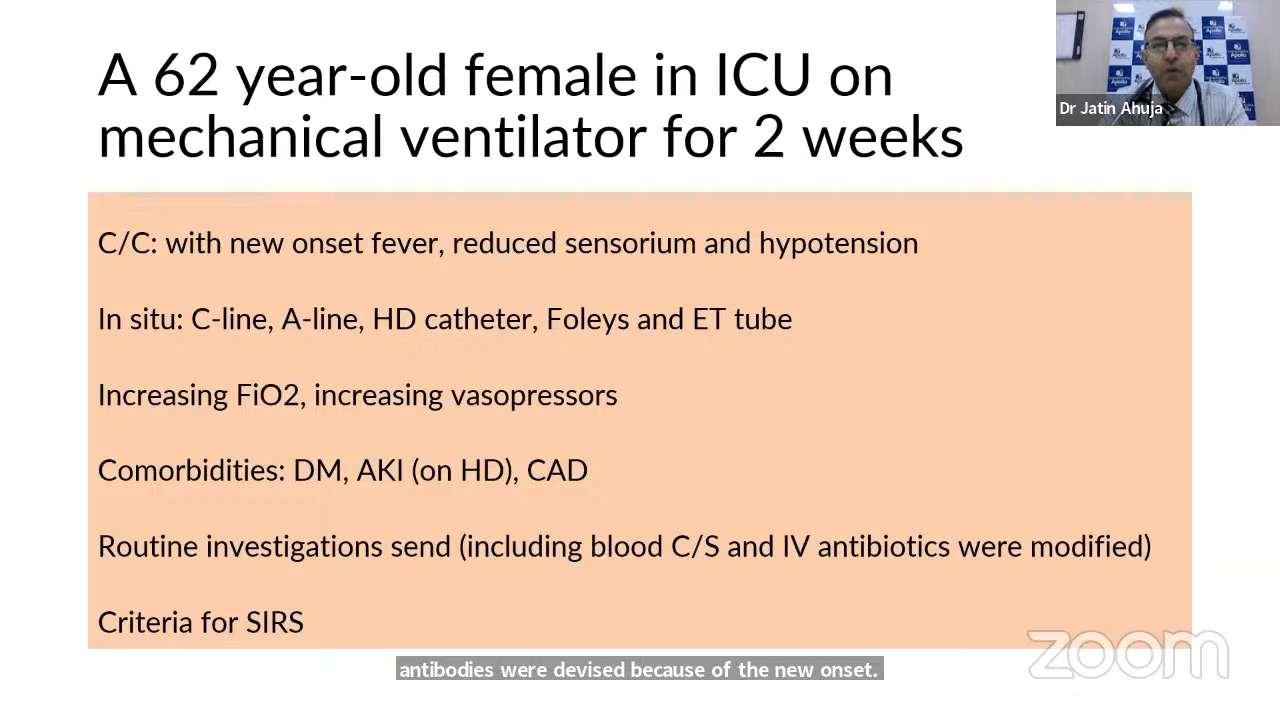 A 62 year-old female in ICU on
mechanical ventilator for 2 weeks
Dr Jatin Ahuja
C/C: with new onset fever, reduced sensorium and hypotension
In situ: C-line, A-line, HD catheter, Foleys and ET tube
Increasing FiO2, increasing vasopressors
Comorbidities: DM, AKI (on HD), CAD
Routine investigations send (including blood C/S and IV antibiotics were modified)
Criteria for SIRS
zoom
antibodies were devised because of the new onset.